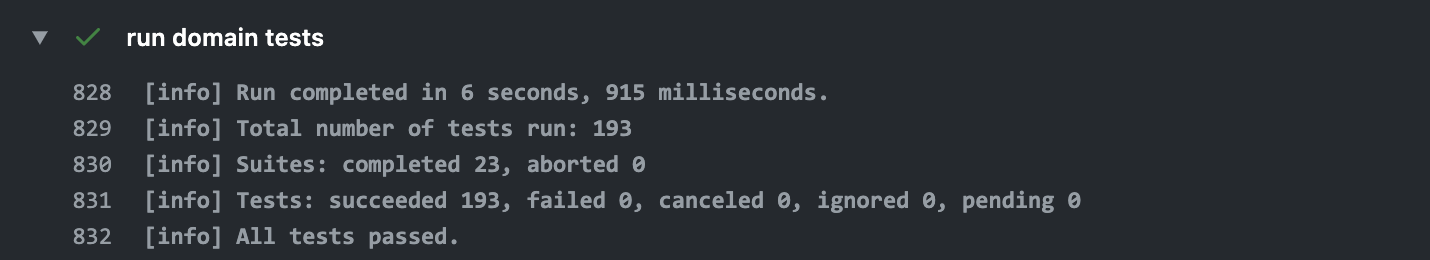 run domain tests
828 [info] Run completed in 6 seconds, 915 milliseconds.
829 [info] Total number of tests run: 193
830 [info] Suites: completed 23, aborted 0
831 [info] Tests: succeeded 193, failed 0, canceled 0, ignored 0, pending 0
832 [info] All tests passed.